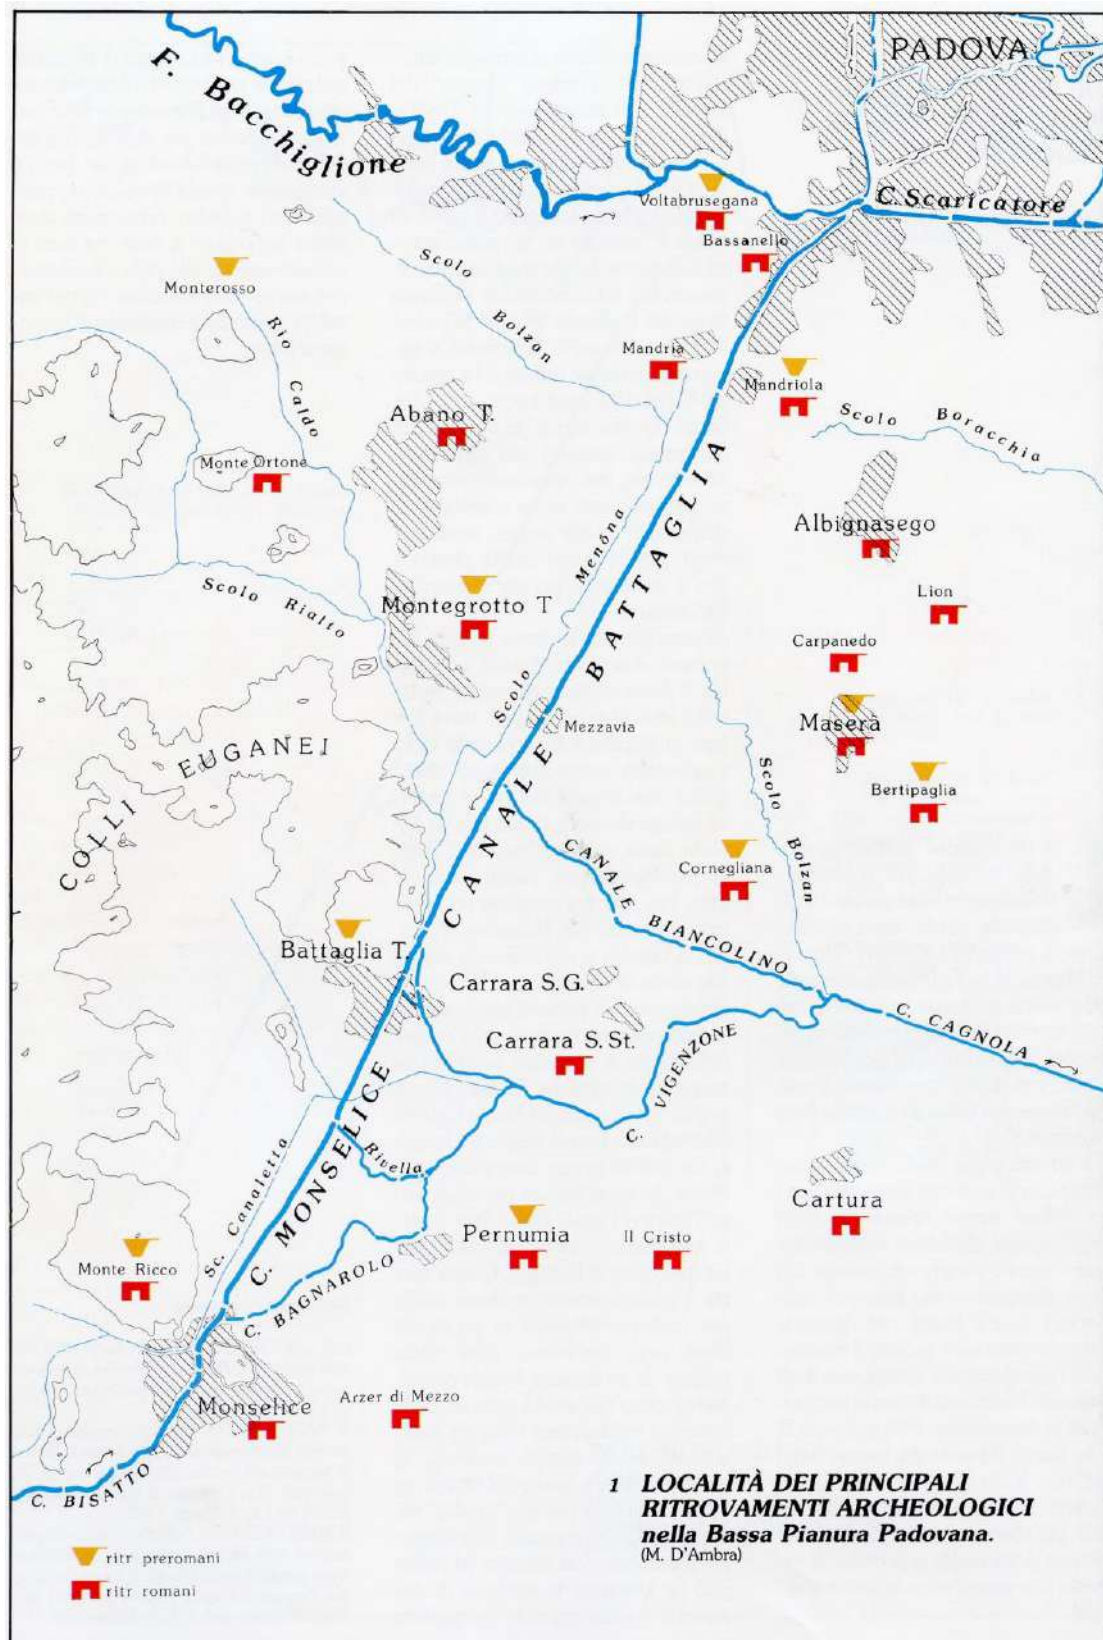 PADOVA
F. Bacchiglione
C. Scaricatore
Voltabrusegana
Bassanello
Monterosso
Scolo Bolzan
Rio Caldo
Mandria
Mandriola
Abano T.
Scolo Boracchia
Monte Ortone
Albignasego
Menóna
Scolo
Scolo Rialto
Montegrotto T
Lion
Carpanedo
Mezzavia
Maserà
COLLI EUGANEI
CANALE BATTAGLIA
Scolo Bolzan
Bertipaglia
CANALE BIANCOLINO
Cornegliana
Battaglia T.
Carrara S.G.
Carrara S.St.
C. CAGNOLA
C. VIGENZONE
C. MONSELICE
Rivella
Sc. Canaletta
Cartura
Pernumia
Il Cristo
Monte Ricco
C. BAGNAROLO
Monselice
Arzer di Mezzo
C. BISATTO
1 LOCALITÀ DEI PRINCIPALI
RITROVAMENTI ARCHEOLOGICI
nella Bassa Pianura Padovana.
(M. D'Ambra)
ritr preromani
ritr romani